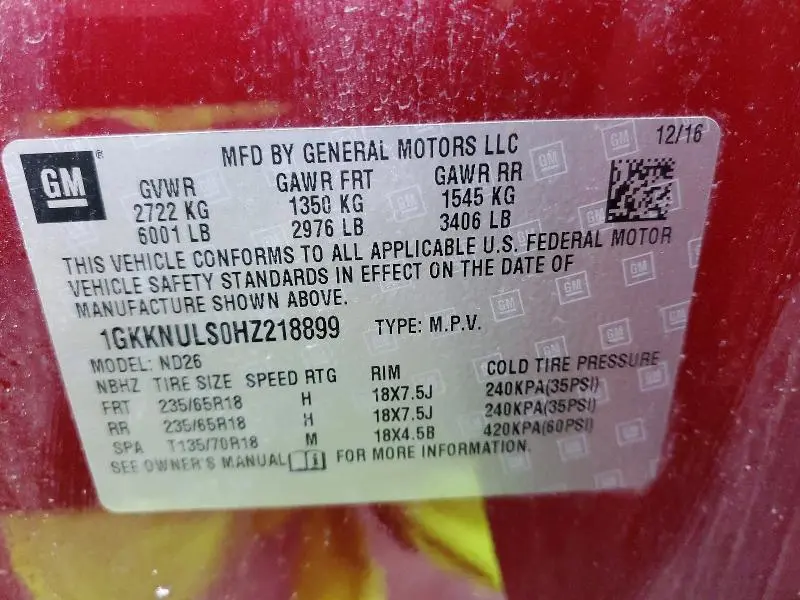 GM® MFD BY GENERAL MOTORS LLC 12/16
GVWR GAWR FRT GAWR RR
2722 KG 1350 KG 1545 KG
6001 LB 2976 LB 3406 LB
THIS VEHICLE CONFORMS TO ALL APPLICABLE U.S. FEDERAL MOTOR
VEHICLE SAFETY STANDARDS IN EFFECT ON THE DATE OF
MANUFACTURE SHOWN ABOVE.
1GKKNULS0HZ218899 TYPE: M.P.V.
MODEL: ND26
NBHZ TIRE SIZE SPEED RTG RIM COLD TIRE PRESSURE
FRT 235/65R18 H 18X7.5J 240KPA(35PSI)
RR 235/65R18 H 18X7.5J 240KPA(35PSI)
SPA T135/70R18 M 18X4.5B 420KPA(60PSI)
SEE OWNER'S MANUAL FOR MORE INFORMATION.